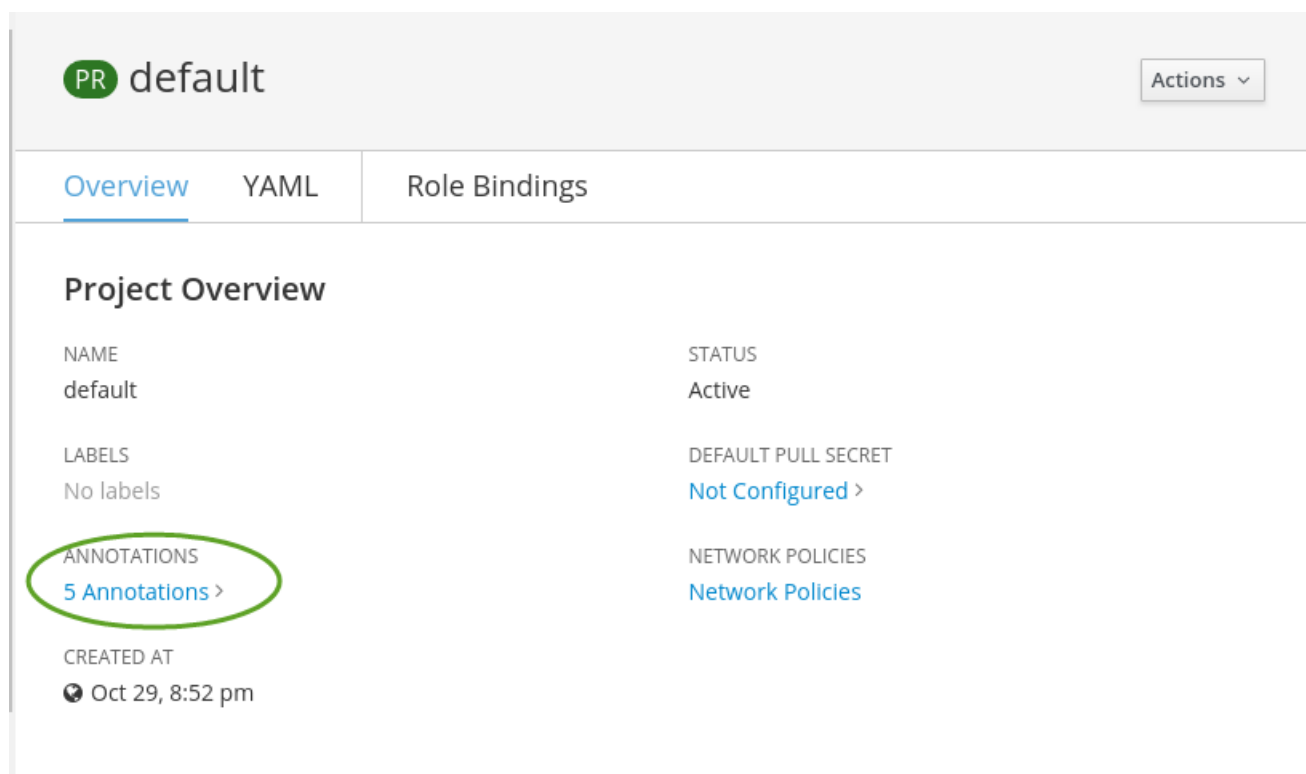 PR default
Actions
Overview YAML Role Bindings
Project Overview
NAME
default
STATUS
Active
LABELS
No labels
DEFAULT PULL SECRET
Not Configured
ANNOTATIONS
5 Annotations
NETWORK POLICIES
Network Policies
CREATED AT
Oct 29, 8:52 pm